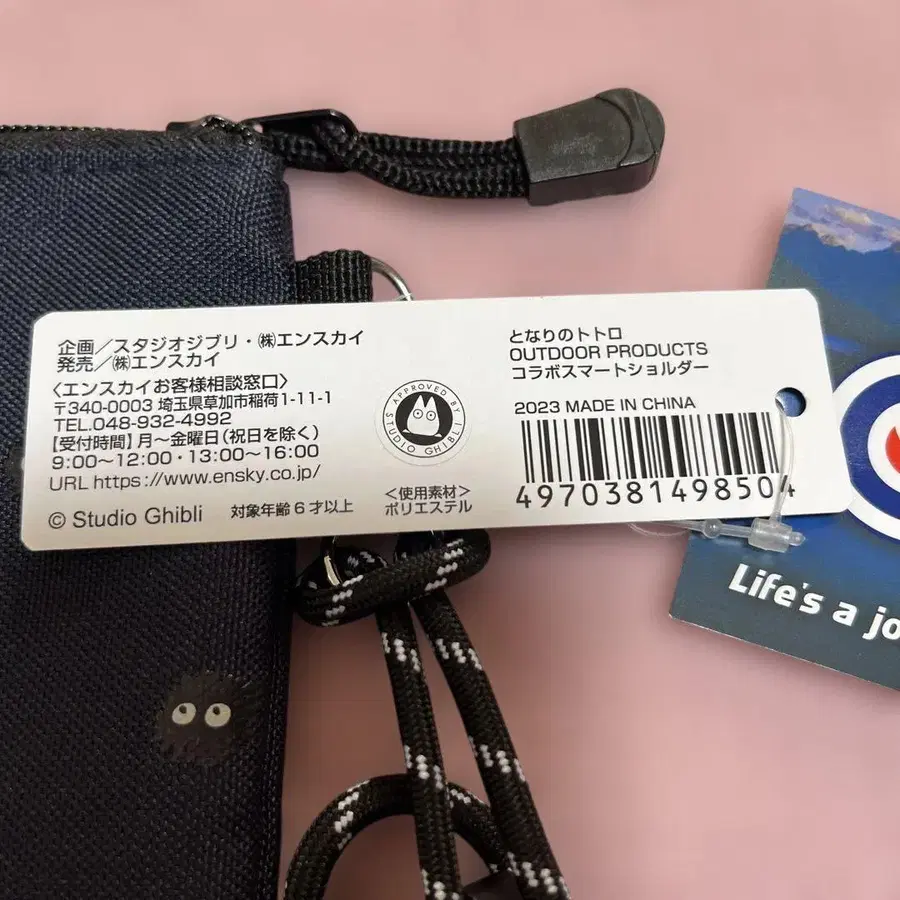 企画／スタジオジブリ・㈱エンスカイ
発売／㈱エンスカイ
〈エンスカイお客様相談窓口〉
〒340-0003 埼玉県草加市稲荷1-11-1
TEL.048-932-4992
【受付時間】月～金曜日(祝日を除く)
9:00～12:00・13:00～16:00
URL https://www.ensky.co.jp/
© Studio Ghibli 対象年齢６才以上
APPROVED BY
STUDIO GHIBLI
＜使用素材＞
ポリエステル
となりのトトロ
OUTDOOR PRODUCTS
コラボスマートショルダー
2023 MADE IN CHINA
4970381498504
Life's a jo